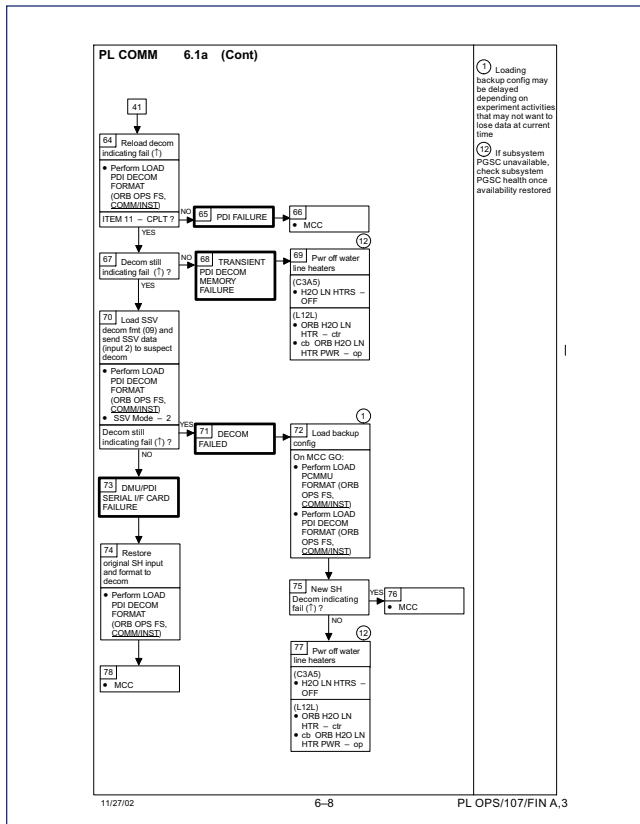 PL COMM 6.1a (Cont)
41
64 Reload decom
indicating fail (↑)
• Perform LOAD
PDI DECOM
FORMAT
(ORB OPS FS,
COMM/INST)
ITEM 11 – CPLT ?
NO
65 PDI FAILURE
66
• MCC
YES
67 Decom still
indicating fail (↑) ?
NO
68 TRANSIENT
PDI DECOM
MEMORY
FAILURE
12
69 Pwr off water
line heaters
(C3A5)
• H2O LN HTRS –
OFF
(L12L)
• ORB H2O LN
HTR – ctr
• cb ORB H2O LN
HTR PWR – op
YES
70 Load SSV
decom fmt (09) and
send SSV data
(input 2) to suspect
decom
• Perform LOAD
PDI DECOM
FORMAT
(ORB OPS FS,
COMM/INST)
• SSV Mode – 2
Decom still
indicating fail (↑) ?
YES
71 DECOM
FAILED
1
72 Load backup
config
On MCC GO:
• Perform LOAD
PCMMU
FORMAT (ORB
OPS FS,
COMM/INST)
• Perform LOAD
PDI DECOM
FORMAT (ORB
OPS FS,
COMM/INST)
NO
73 DMU/PDI
SERIAL I/F CARD
FAILURE
74 Restore
original SH input
and format to
decom
• Perform LOAD
PDI DECOM
FORMAT
(ORB OPS FS,
COMM/INST)
78
• MCC
75 New SH
Decom indicating
fail (↑) ?
YES
76
• MCC
NO
12
77 Pwr off water
line heaters
(C3A5)
• H2O LN HTRS –
OFF
(L12L)
• ORB H2O LN
HTR – ctr
• cb ORB H2O LN
HTR PWR – op
1 Loading
backup config may
be delayed
depending on
experiment activities
that may not want to
lose data at current
time
12 If subsystem
PGSC unavailable,
check subsystem
PGSC health once
availability restored
11/27/02
6–8
PL OPS/107/FIN A,3